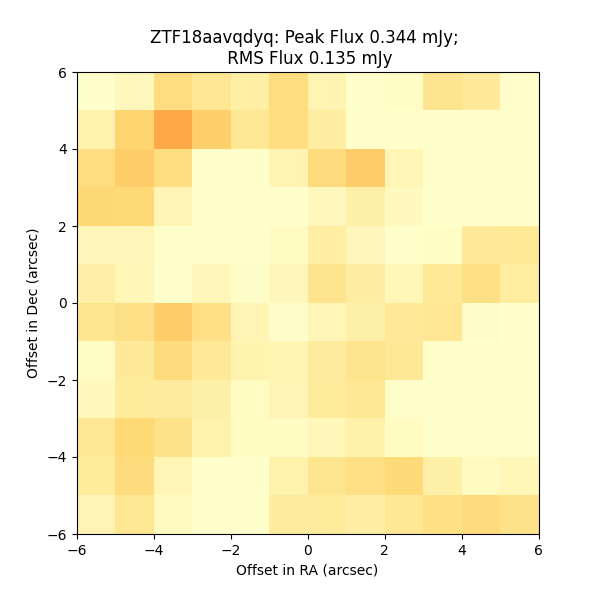 ZTF18aavqdyq: Peak Flux 0.344 mJy;
RMS Flux 0.135 mJy
6
4
2
0
−2
−4
−6
Offset in Dec (arcsec)
−6 −4 −2 0 2 4 6
Offset in RA (arcsec)